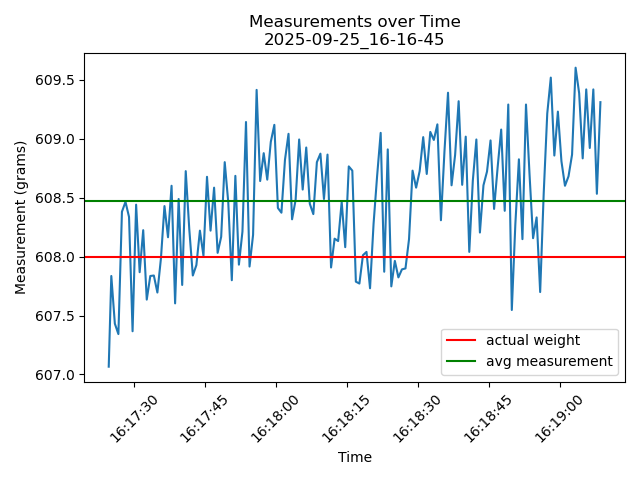 Measurements over Time
2025-09-25_16-16-45
Measurement (grams)
609.5
609.0
608.5
608.0
607.5
607.0
actual weight
avg measurement
16:17:30
16:17:45
16:18:00
16:18:15
16:18:30
16:18:45
16:19:00
Time